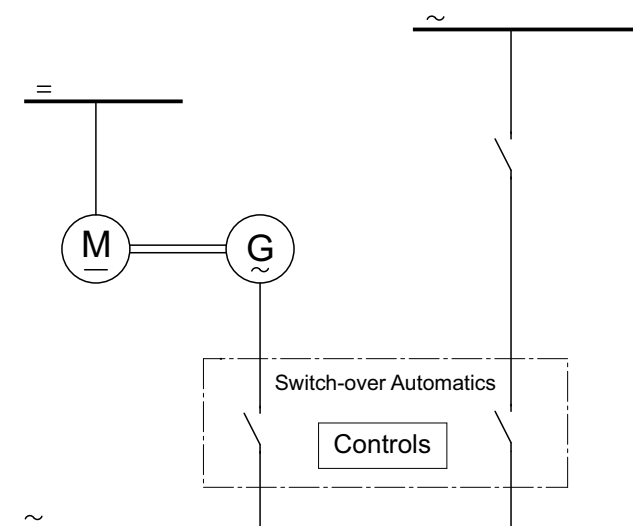 ~
=
M
G
~
Switch-over Automatics
Controls
~